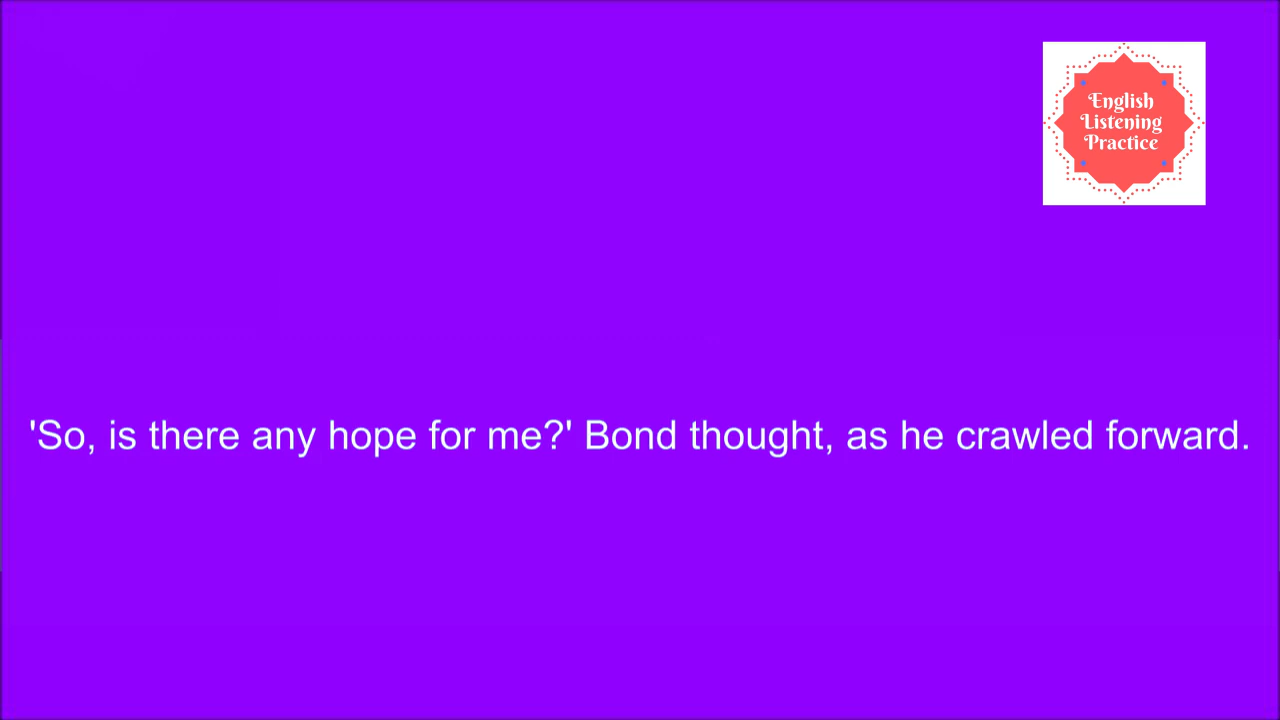 English
Listening
Practice
'So, is there any hope for me?' Bond thought, as he crawled forward.